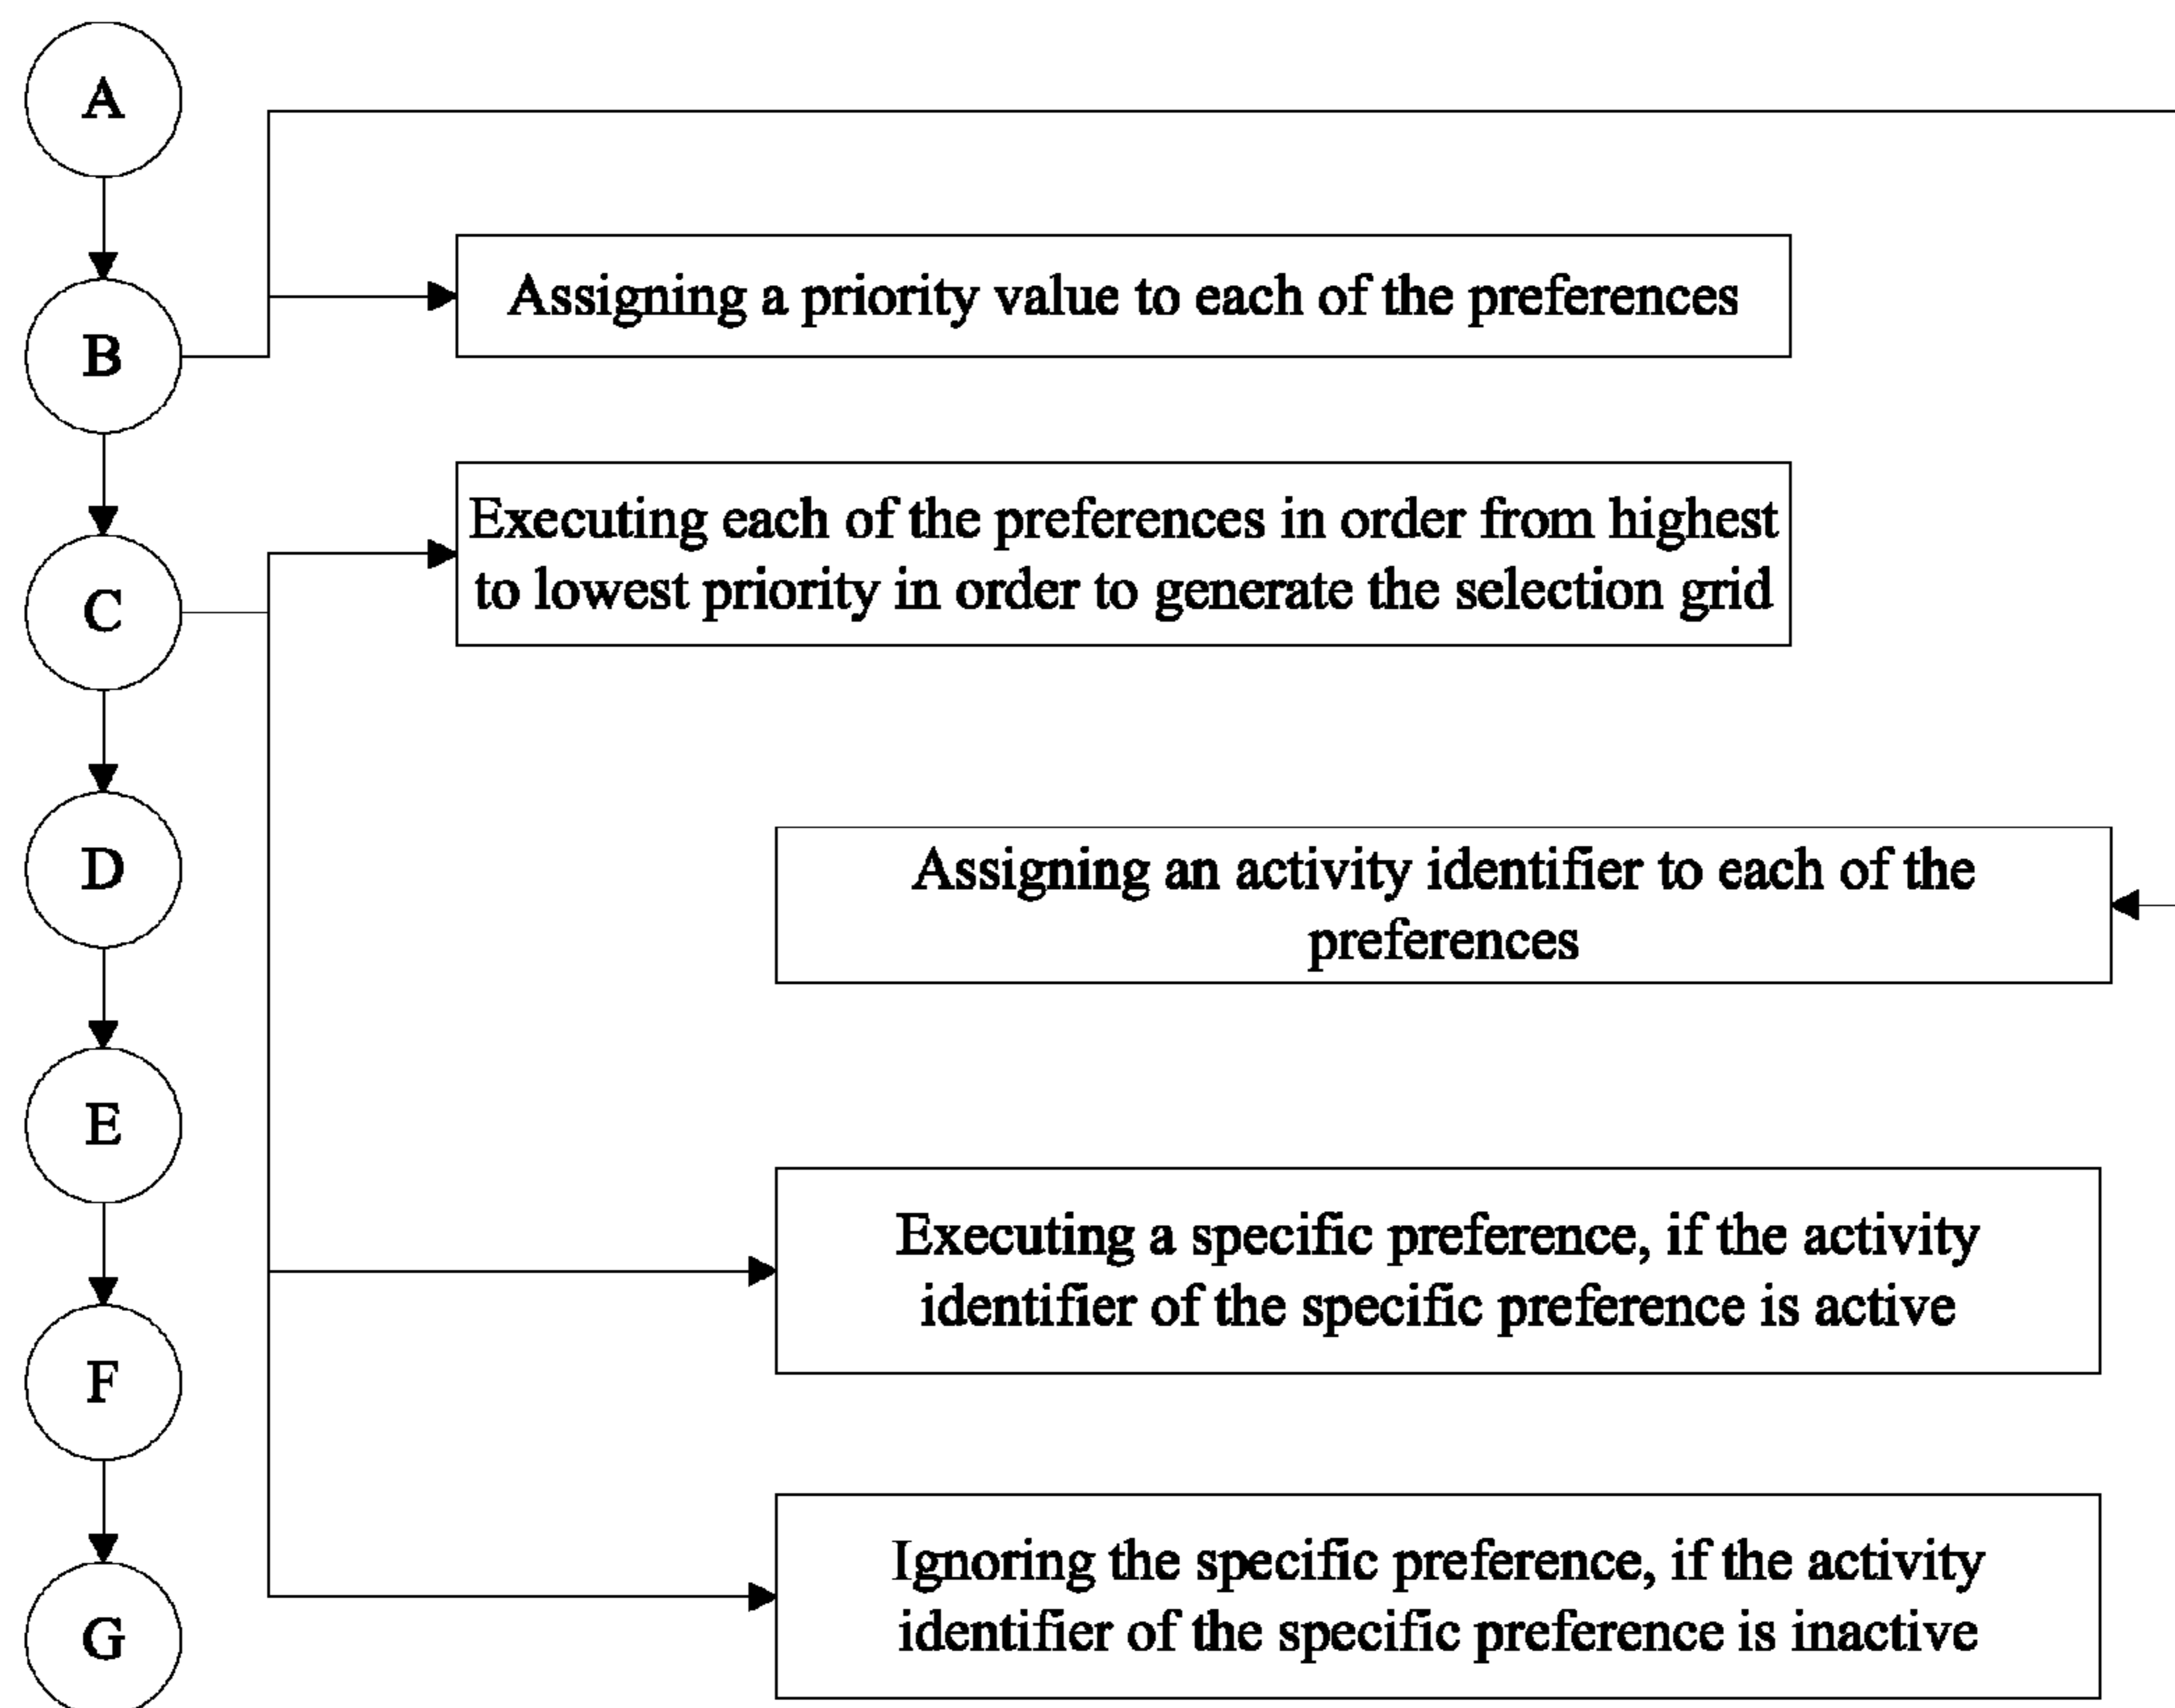 A
B
Assigning a priority value to each of the preferences
C
Executing each of the preferences in order from highest
to lowest priority in order to generate the selection grid
D
Assigning an activity identifier to each of the
preferences
E
Executing a specific preference, if the activity
identifier of the specific preference is active
F
Ignoring the specific preference, if the activity
identifier of the specific preference is inactive
G